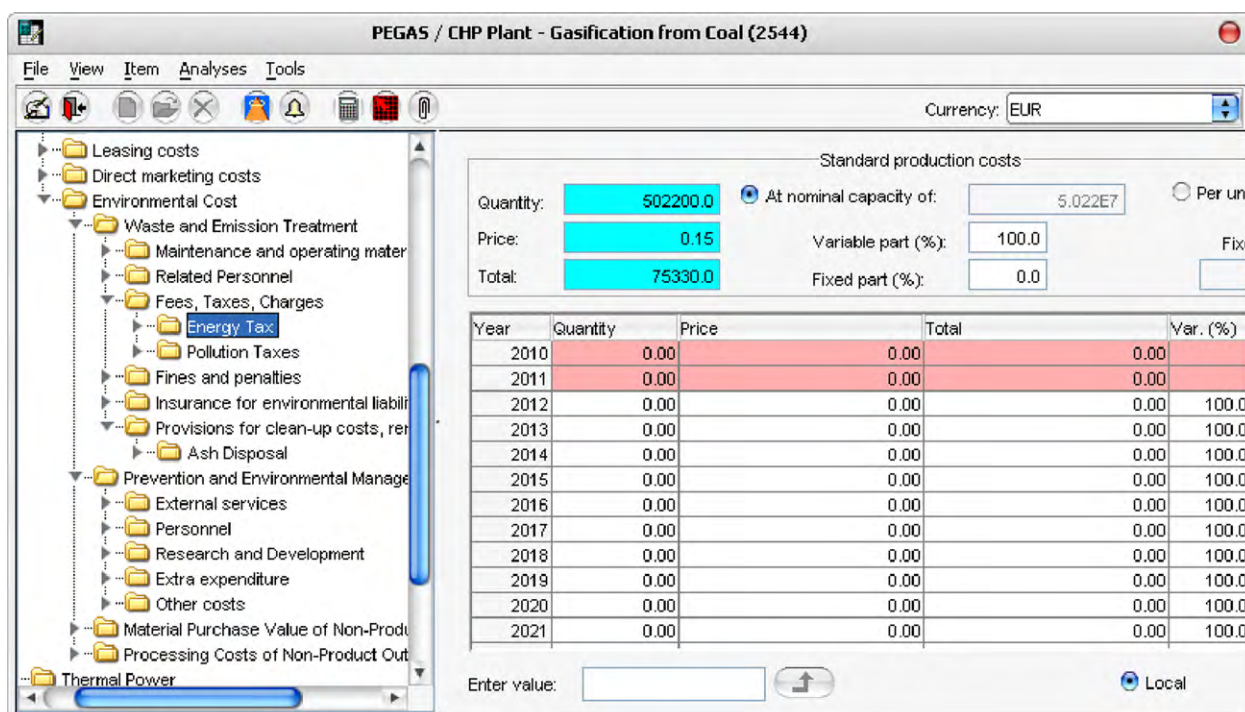 PEGAS / CHP Plant - Gasification from Coal (2544)
File View Item Analyses Tools
Currency: EUR
Leasing costs
Direct marketing costs
Environmental Cost
Waste and Emission Treatment
Maintenance and operating mater
Related Personnel
Fees, Taxes, Charges
Energy Tax
Pollution Taxes
Fines and penalties
Insurance for environmental liabili
Provisions for clean-up costs, rer
Ash Disposal
Prevention and Environmental Manage
External services
Personnel
Research and Development
Extra expenditure
Other costs
Material Purchase Value of Non-Produ
Processing Costs of Non-Product Out
Thermal Power
Standard production costs
Quantity: 502200.0 At nominal capacity of: 5.022E7 Per un
Price: 0.15 Variable part (%): 100.0 Fix
Total: 75330.0 Fixed part (%): 0.0
Year Quantity Price Total Var. (%)
2010 0.00 0.00 0.00
2011 0.00 0.00 0.00
2012 0.00 0.00 0.00 100.0
2013 0.00 0.00 0.00 100.0
2014 0.00 0.00 0.00 100.0
2015 0.00 0.00 0.00 100.0
2016 0.00 0.00 0.00 100.0
2017 0.00 0.00 0.00 100.0
2018 0.00 0.00 0.00 100.0
2019 0.00 0.00 0.00 100.0
2020 0.00 0.00 0.00 100.0
2021 0.00 0.00 0.00 100.0
Enter value: Local